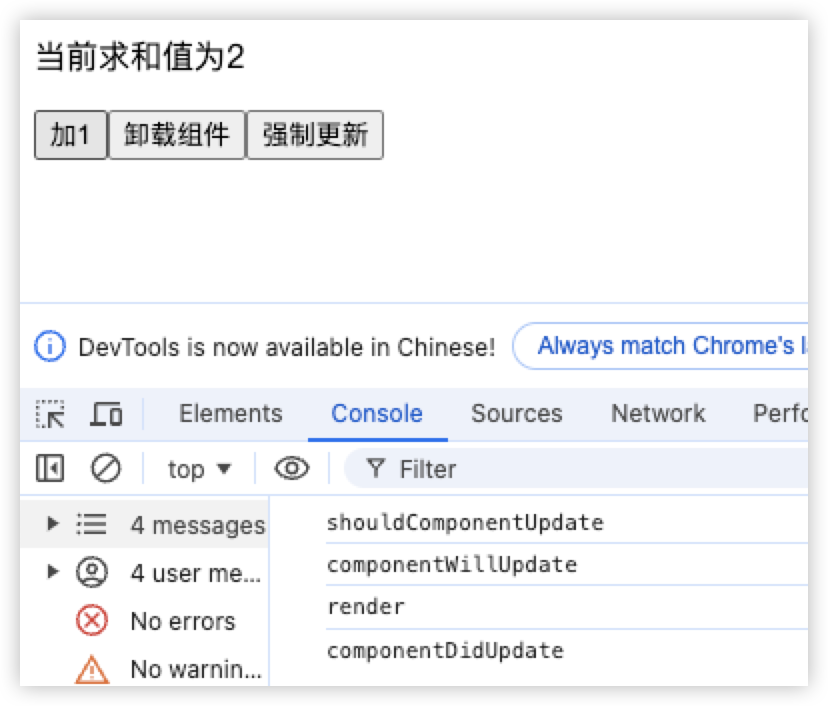 当前求和值为2
加1 卸载组件 强制更新
DevTools is now available in Chinese! Always match Chrome's l
Elements Console Sources Network Perfo
top Filter
4 messages
4 user me...
No errors
No warnin...
shouldComponentUpdate
componentWillUpdate
render
componentDidUpdate